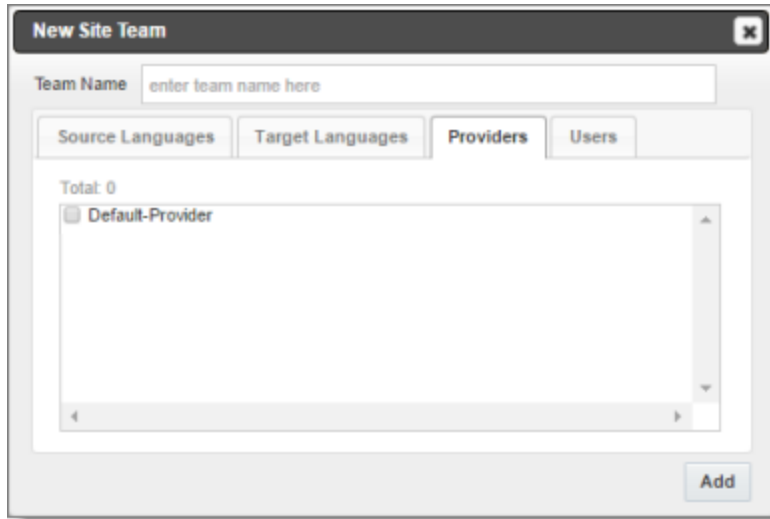 New Site Team
Team Name enter team name here
Source Languages Target Languages Providers Users
Total: 0
Default-Provider
Add